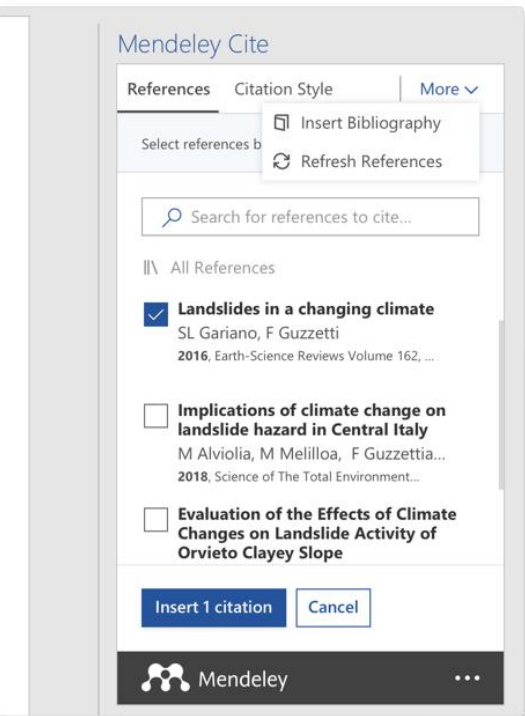 Mendeley Cite
References Citation Style More
Insert Bibliography
Select references b
Refresh References
Search for references to cite...
All References
Landslides in a changing climate
SL Gariano, F Guzzetti
2016, Earth-Science Reviews Volume 162, ...
Implications of climate change on
landslide hazard in Central Italy
M Alviolia, M Melilloa, F Guzzettia...
2018, Science of The Total Environment...
Evaluation of the Effects of Climate
Changes on Landslide Activity of
Orvieto Clayey Slope
Insert 1 citation Cancel
Mendeley ...